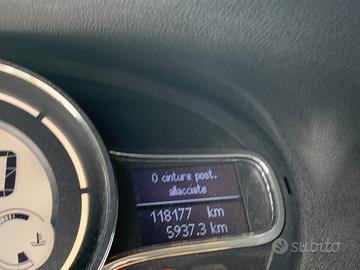 0 cinture post.
allacciate
118177 km
5937.3 km
subito